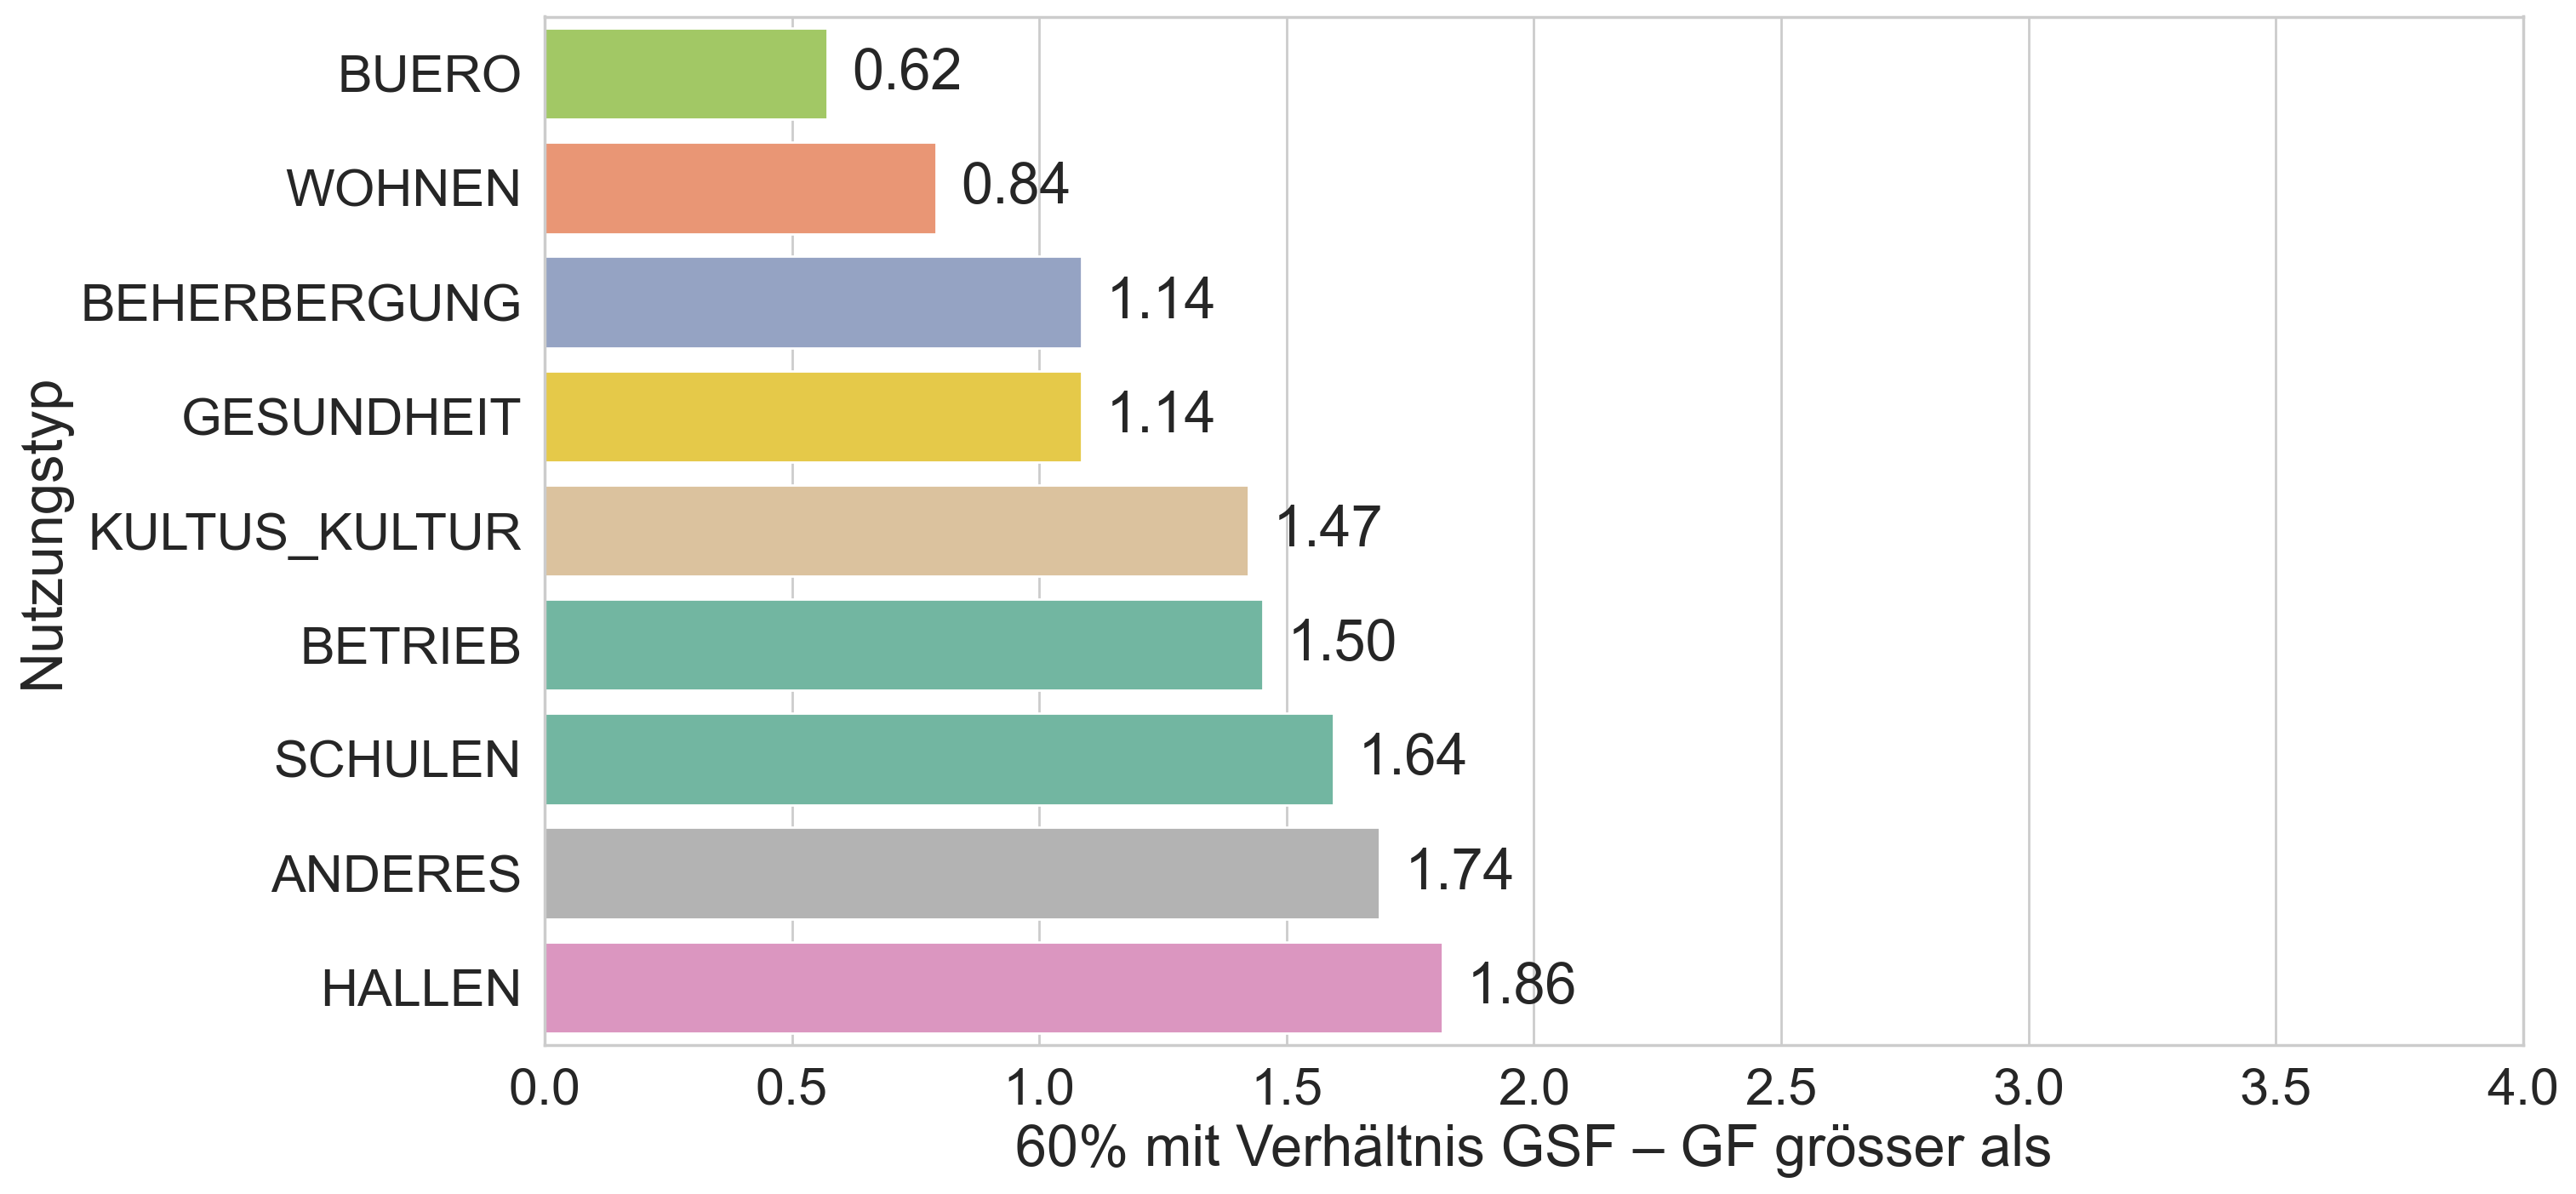 Nutzungstyp
BUERO 0.62
WOHNEN 0.84
BEHERBERGUNG 1.14
GESUNDHEIT 1.14
KULTUS_KULTUR 1.47
BETRIEB 1.50
SCHULEN 1.64
ANDERES 1.74
HALLEN 1.86
0.0 0.5 1.0 1.5 2.0 2.5 3.0 3.5 4.0
60% mit Verhältnis GSF – GF grösser als